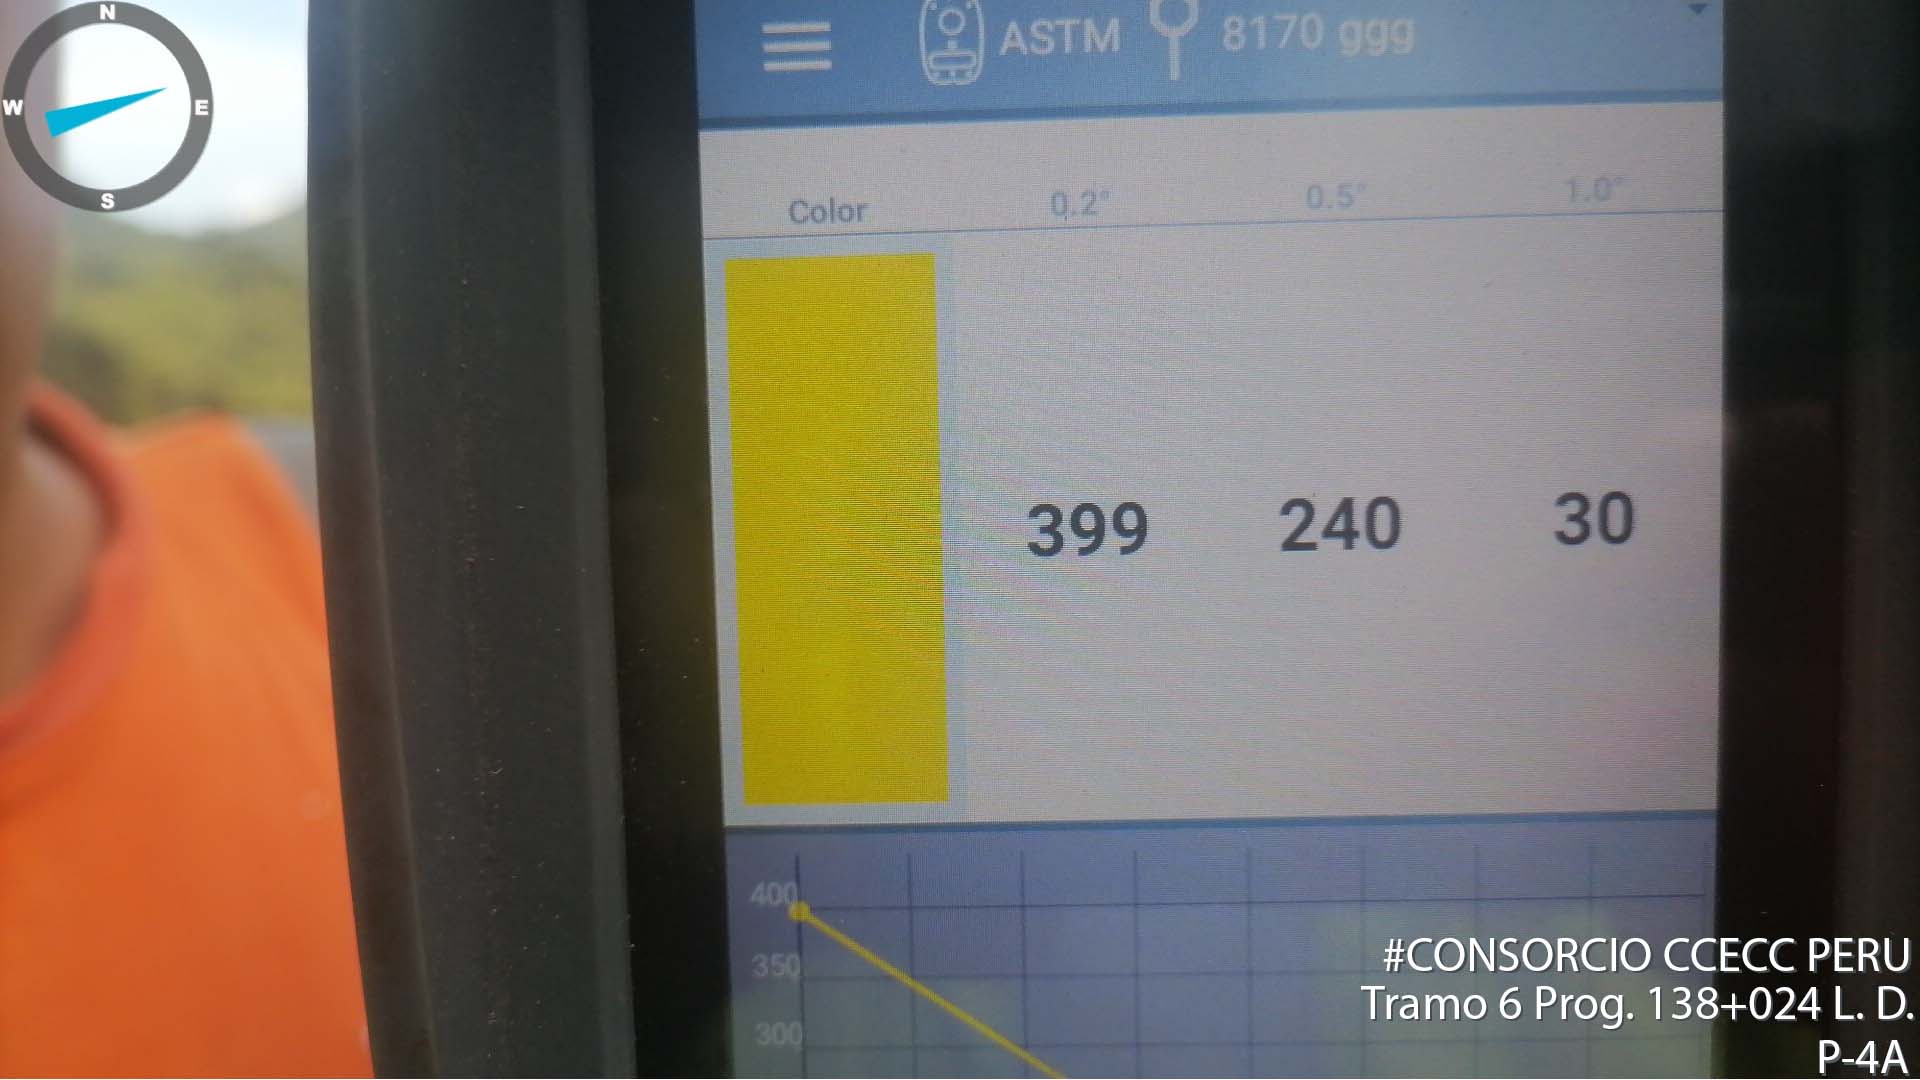 N
W
E
S
ASTM
8170 ggg
Color
0.2°
0.5°
1.0°
399
240
30
400
350
300
#CONSORCIO CCECC PERU
Tramo 6 Prog. 138+024 L. D.
P-4A